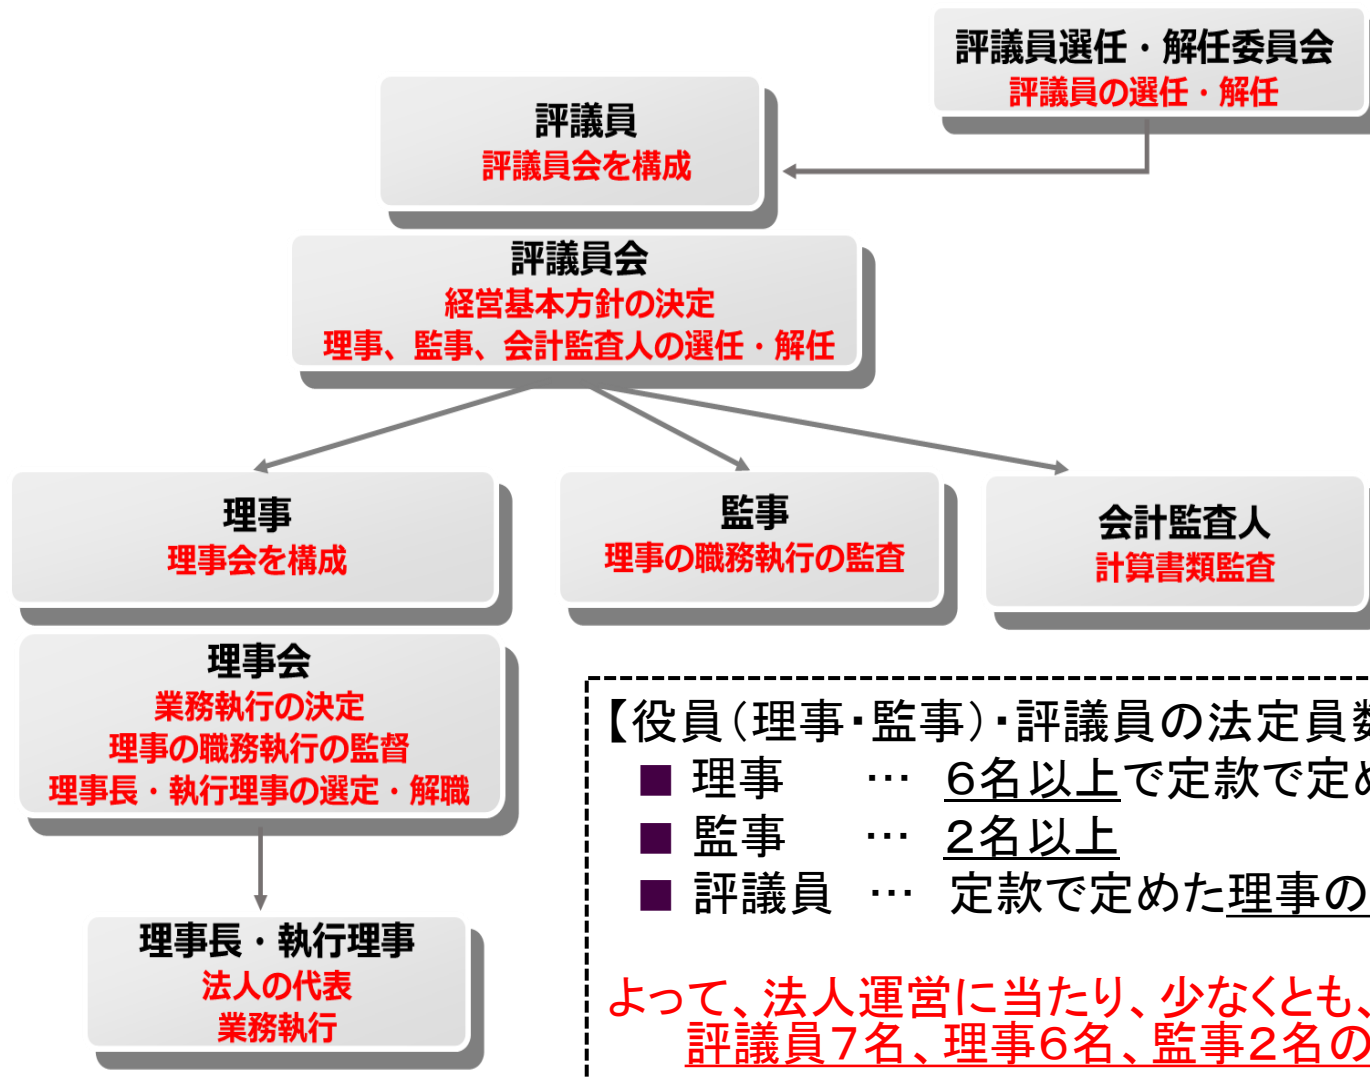 評議員選任・解任委員会
評議員の選任・解任
評議員
評議員会を構成
評議員会
経営基本方針の決定
理事、監事、会計監査人の選任・解任
理事
理事会を構成
監事
理事の職務執行の監査
会計監査人
計算書類監査
理事会
業務執行の決定
理事の職務執行の監督
理事長・執行理事の選定・解職
理事長・執行理事
法人の代表
業務執行
【役員(理事・監事)・評議員の法定員
■ 理事 … 6名以上で定款で定
■ 監事 … 2名以上
■ 評議員 … 定款で定めた理事の
よって、法人運営に当たり、少なくとも、
評議員7名、理事6名、監事2名の